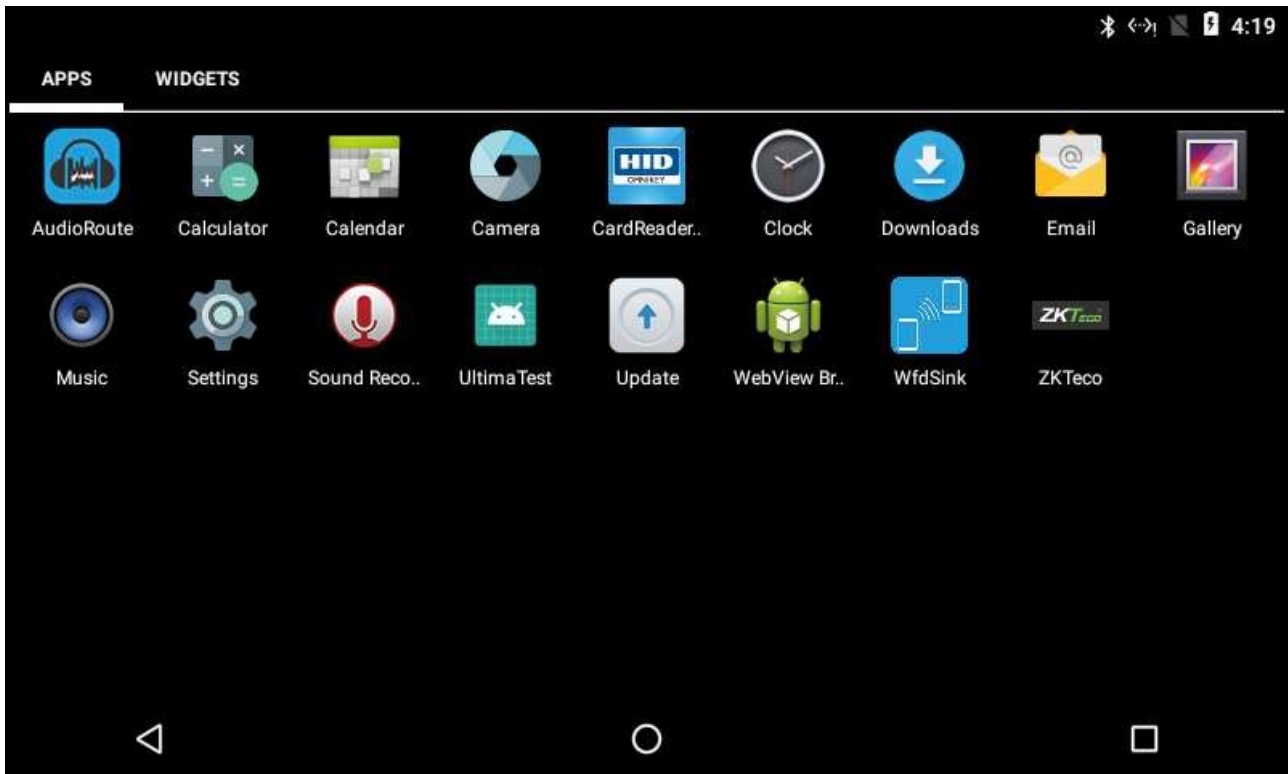 4:19
APPS WIDGETS
HID
OMNIKEY
@
AudioRoute Calculator Calendar Camera CardReader.. Clock Downloads Email Gallery
ZKTeco
Music Settings Sound Reco.. UltimaTest Update WebView Br.. WfdSink ZKTeco